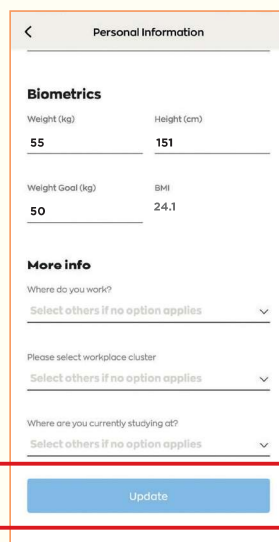 Personal Information
Biometrics
Weight (kg) Height (cm)
55 151
Weight Goal (kg) BMI
50 24.1
More info
Where do you work?
Select others if no option applies
Please select workplace cluster
Select others if no option applies
Where are you currently studying at?
Select others if no option applies
Update